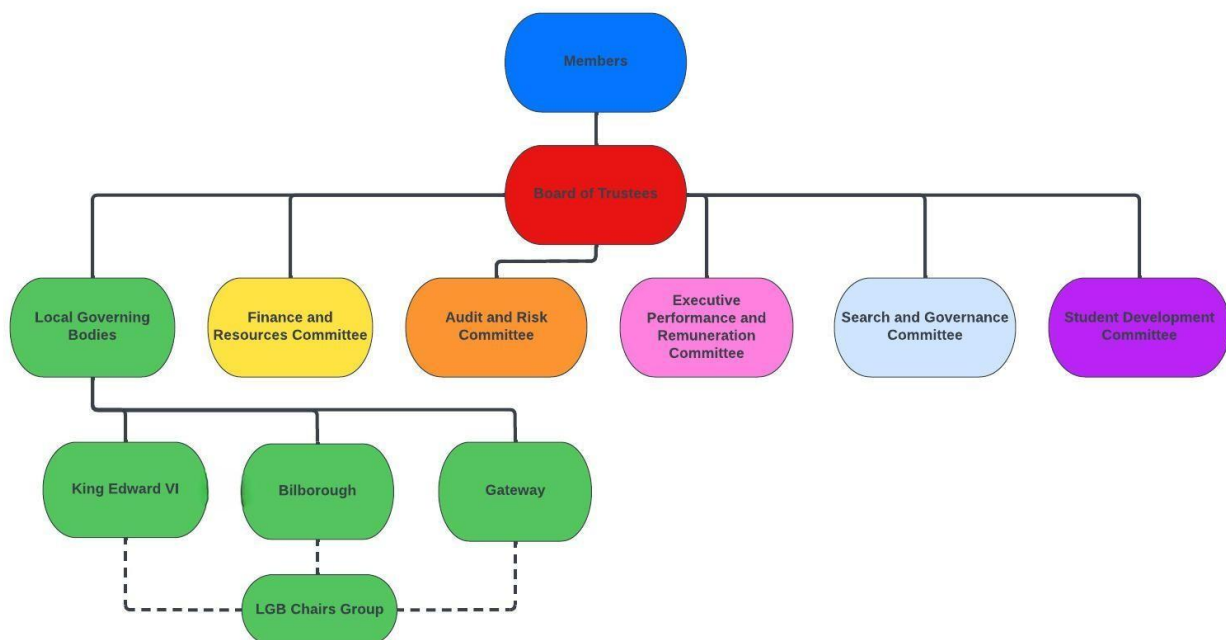 Members
Board of Trustees
Local Governing
Bodies
Finance and
Resources Committee
Audit and Risk
Committee
Executive
Performance and
Remuneration
Committee
Search and Governance
Committee
Student Development
Committee
King Edward VI
Bilborough
Gateway
LGB Chairs Group